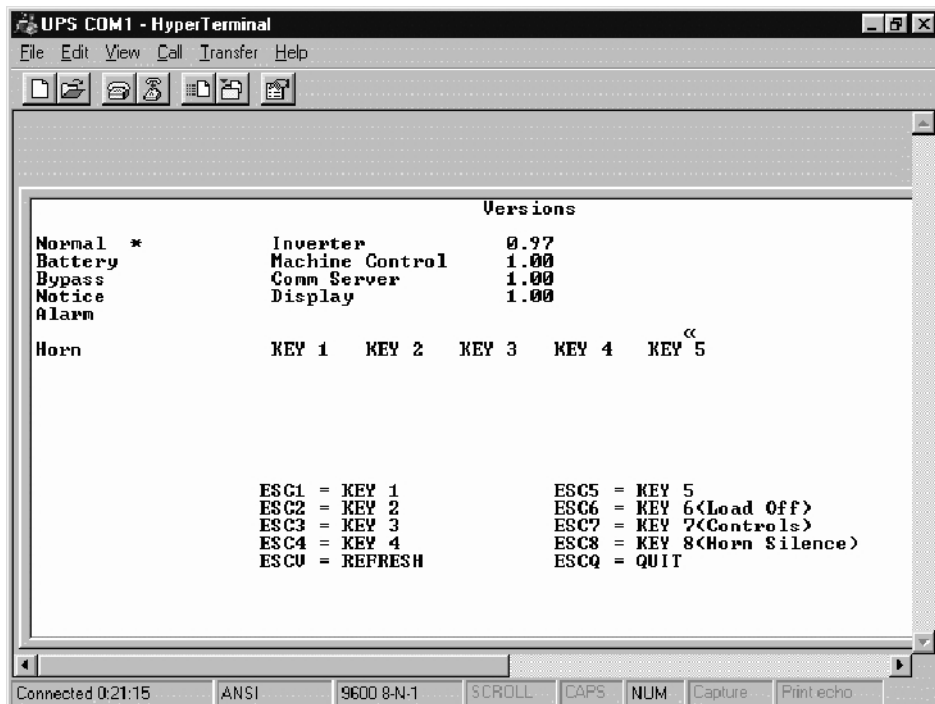 UPS COM1 - HyperTerminal
File Edit View Call Transfer Help
Versions
Normal * Inverter 0.97
Battery Machine Control 1.00
Bypass Comm Server 1.00
Notice Display 1.00
Alarm
«
Horn KEY 1 KEY 2 KEY 3 KEY 4 KEY 5
ESC1 = KEY 1 ESC5 = KEY 5
ESC2 = KEY 2 ESC6 = KEY 6(Load Off)
ESC3 = KEY 3 ESC7 = KEY 7(Controls)
ESC4 = KEY 4 ESC8 = KEY 8(Horn Silence)
ESCV = REFRESH ESCQ = QUIT
Connected 0:21:15 ANSI 9600 8-N-1 SCROLL CAPS NUM Capture Print echo